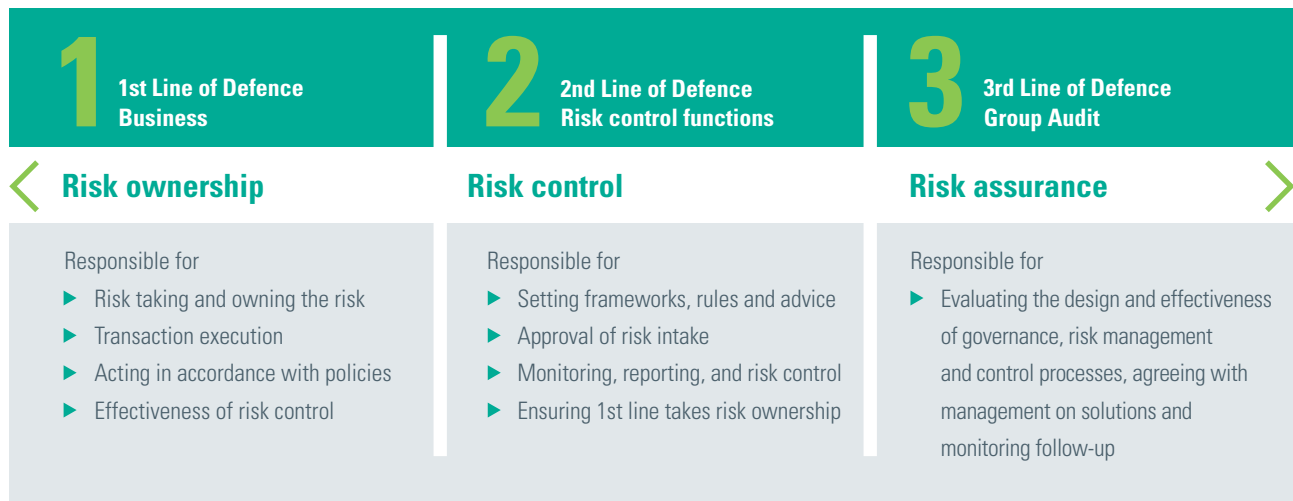 1
1st Line of Defence
Business
2
2nd Line of Defence
Risk control functions
3
3rd Line of Defence
Group Audit
Risk ownership
Risk control
Risk assurance
Responsible for
Risk taking and owning the risk
Transaction execution
Acting in accordance with policies
Effectiveness of risk control
Responsible for
Setting frameworks, rules and advice
Approval of risk intake
Monitoring, reporting, and risk control
Ensuring 1st line takes risk ownership
Responsible for
Evaluating the design and effectiveness
of governance, risk management
and control processes, agreeing with
management on solutions and
monitoring follow-up